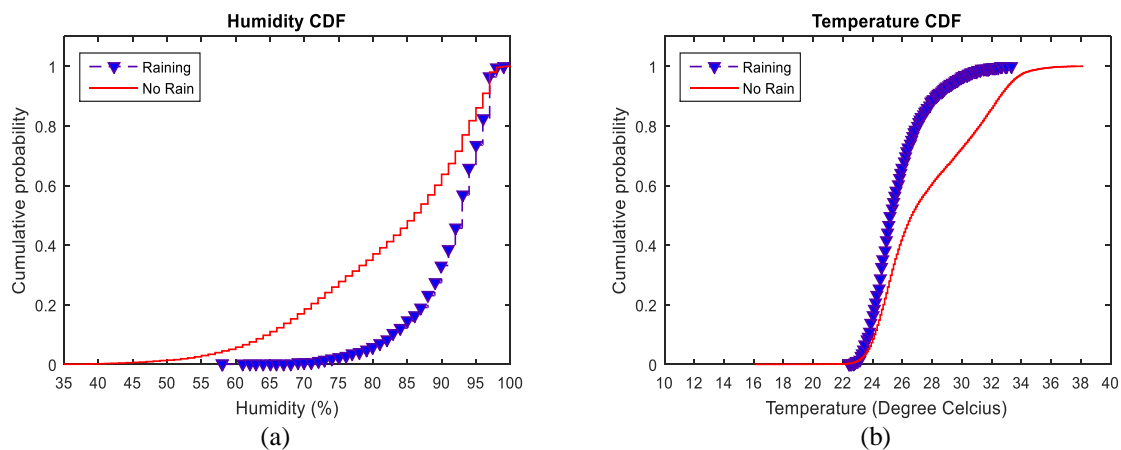 Humidity CDF
Raining
No Rain
1
0.8
0.6
0.4
0.2
0
Cumulative probability
35 40 45 50 55 60 65 70 75 80 85 90 95 100
Humidity (%)
(a)
Temperature CDF
Raining
No Rain
1
0.8
0.6
0.4
0.2
0
Cumulative probability
10 12 14 16 18 20 22 24 26 28 30 32 34 36 38 40
Temperature (Degree Celcius)
(b)